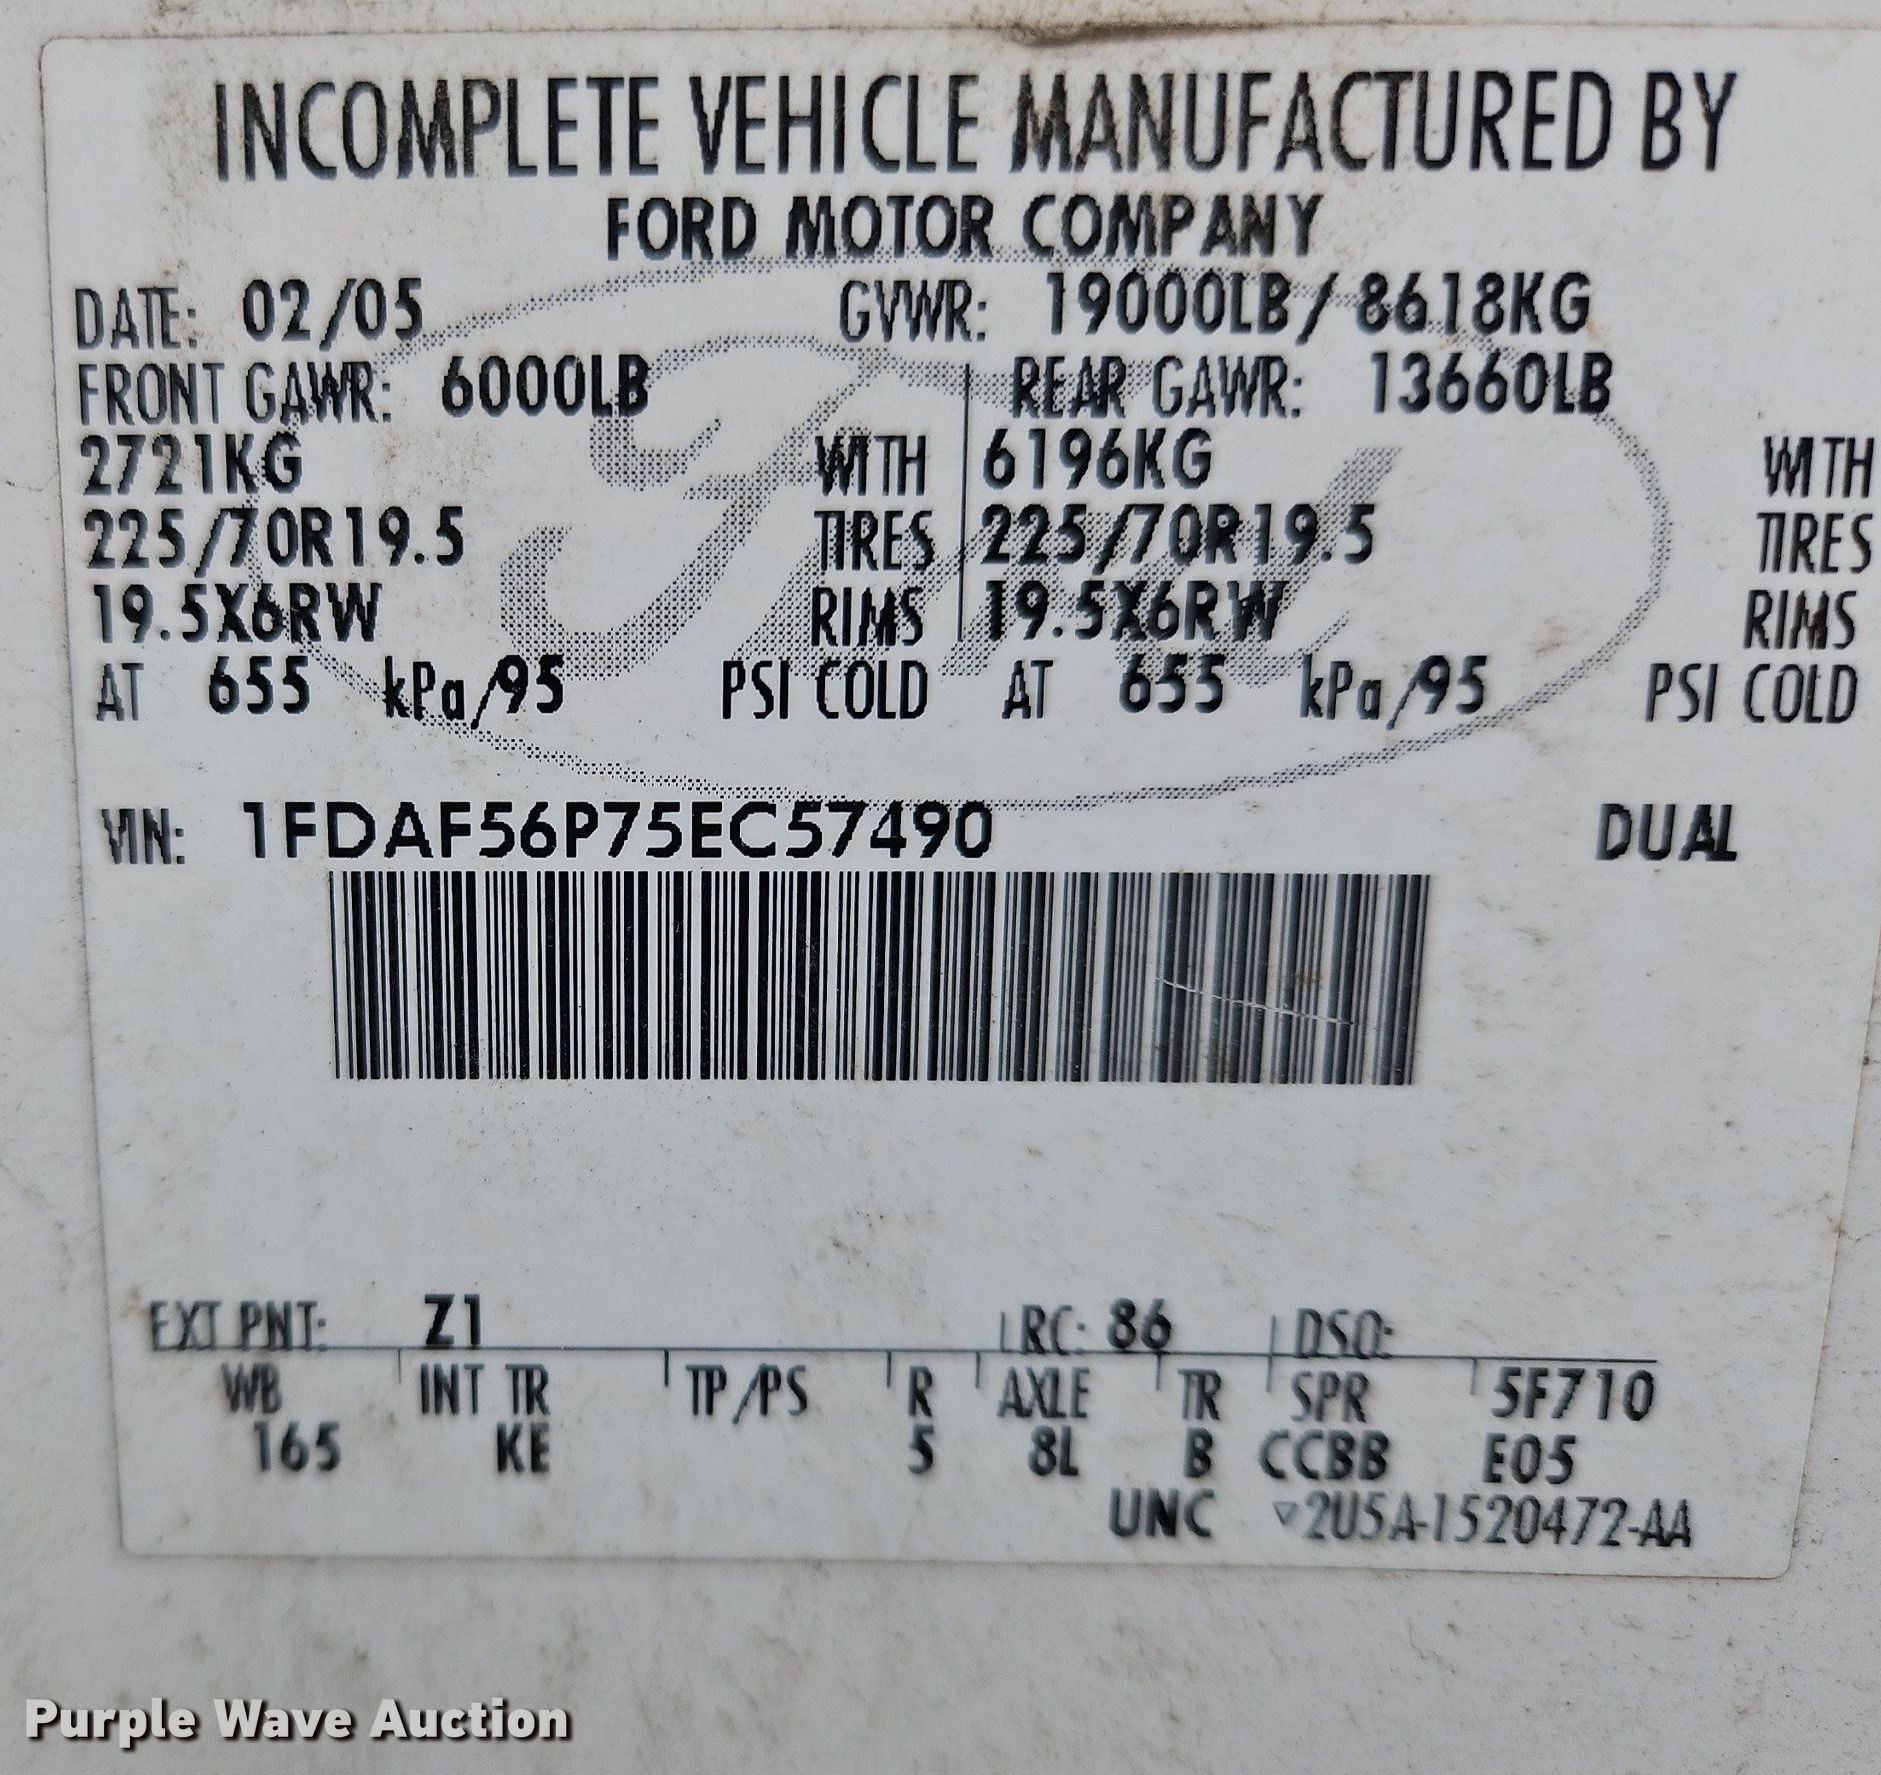 INCOMPLETE VEHICLE MANUFACTURED BY
FORD MOTOR COMPANY
DATE: 02/05 GVWR: 19000LB/ 8618KG
FRONT GAWR: 6000LB REAR GAWR: 13660LB
2721KG WITH 6196KG WITH
225/70R19.5 TIRES 225/70R19.5 TIRES
19.5X6RW RIMS 19.5X6RW RIMS
AT 655 kPa/95 PSI COLD AT 655 kPa/95 PSI COLD
VIN: 1FDAF56P75EC57490 DUAL
EXT PNT: Z1 RC: 86 DSO:
WB INT TR TP/PS R AXLE TR SPR 5F710
165 KE 5 8L B CCBB E05
UNC ▽2U5A-1520472-AA
Ford
Purple Wave Auction